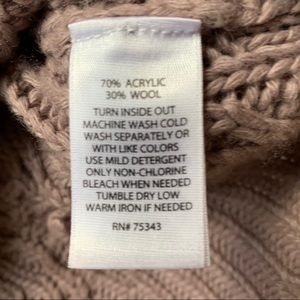 70% ACRYLIC
30% WOOL
TURN INSIDE OUT
MACHINE WASH COLD
WASH SEPARATELY OR
WITH LIKE COLORS
USE MILD DETERGENT
ONLY NON-CHLORINE
BLEACH WHEN NEEDED
TUMBLE DRY LOW
WARM IRON IF NEEDED
RN# 75343